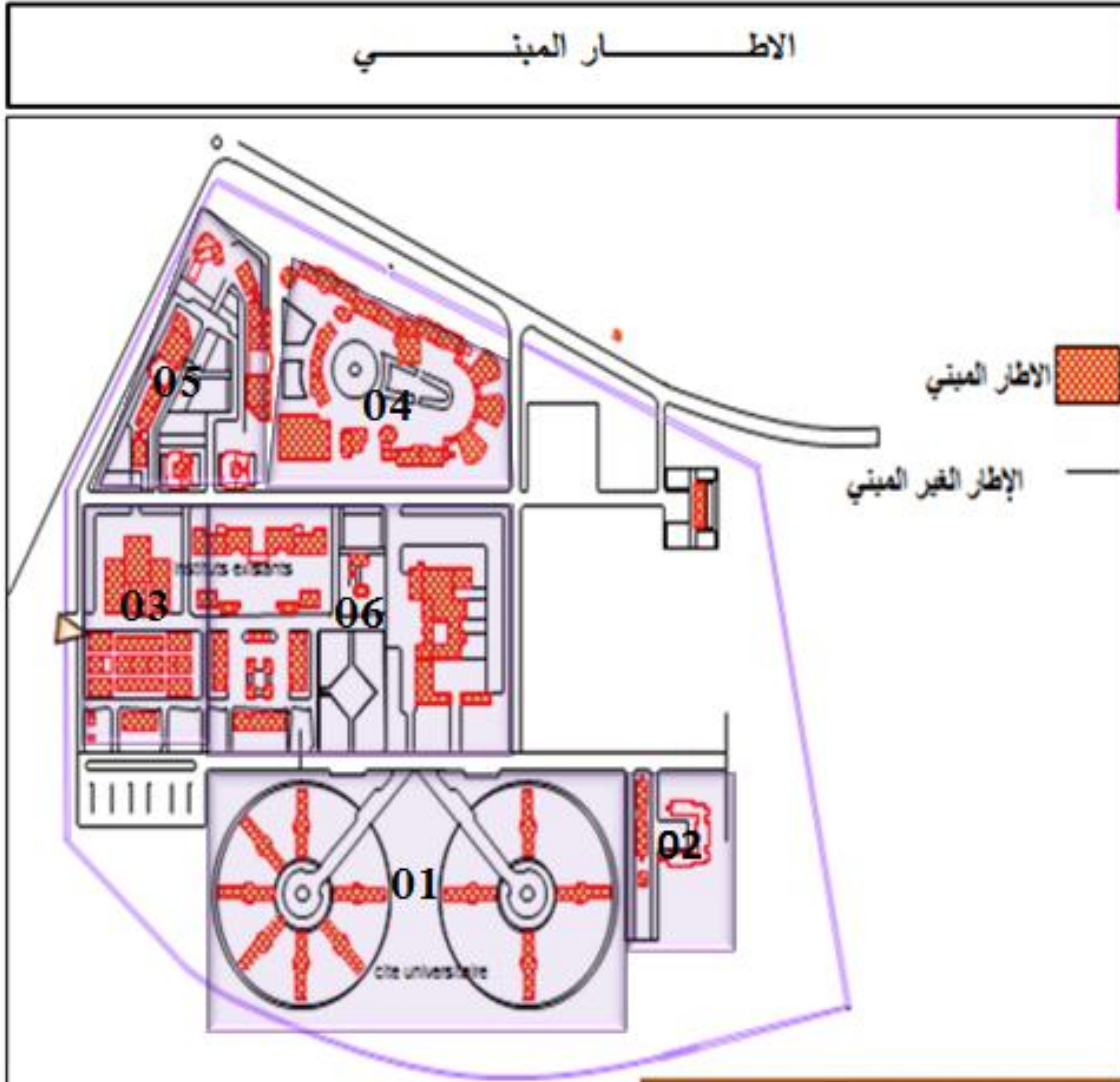 الاطـــــــــار المبنـــــــــي
05
04
الاطار المبني
الإطار الغير المبني
instituts existants
03
06
02
01
cite universitaire